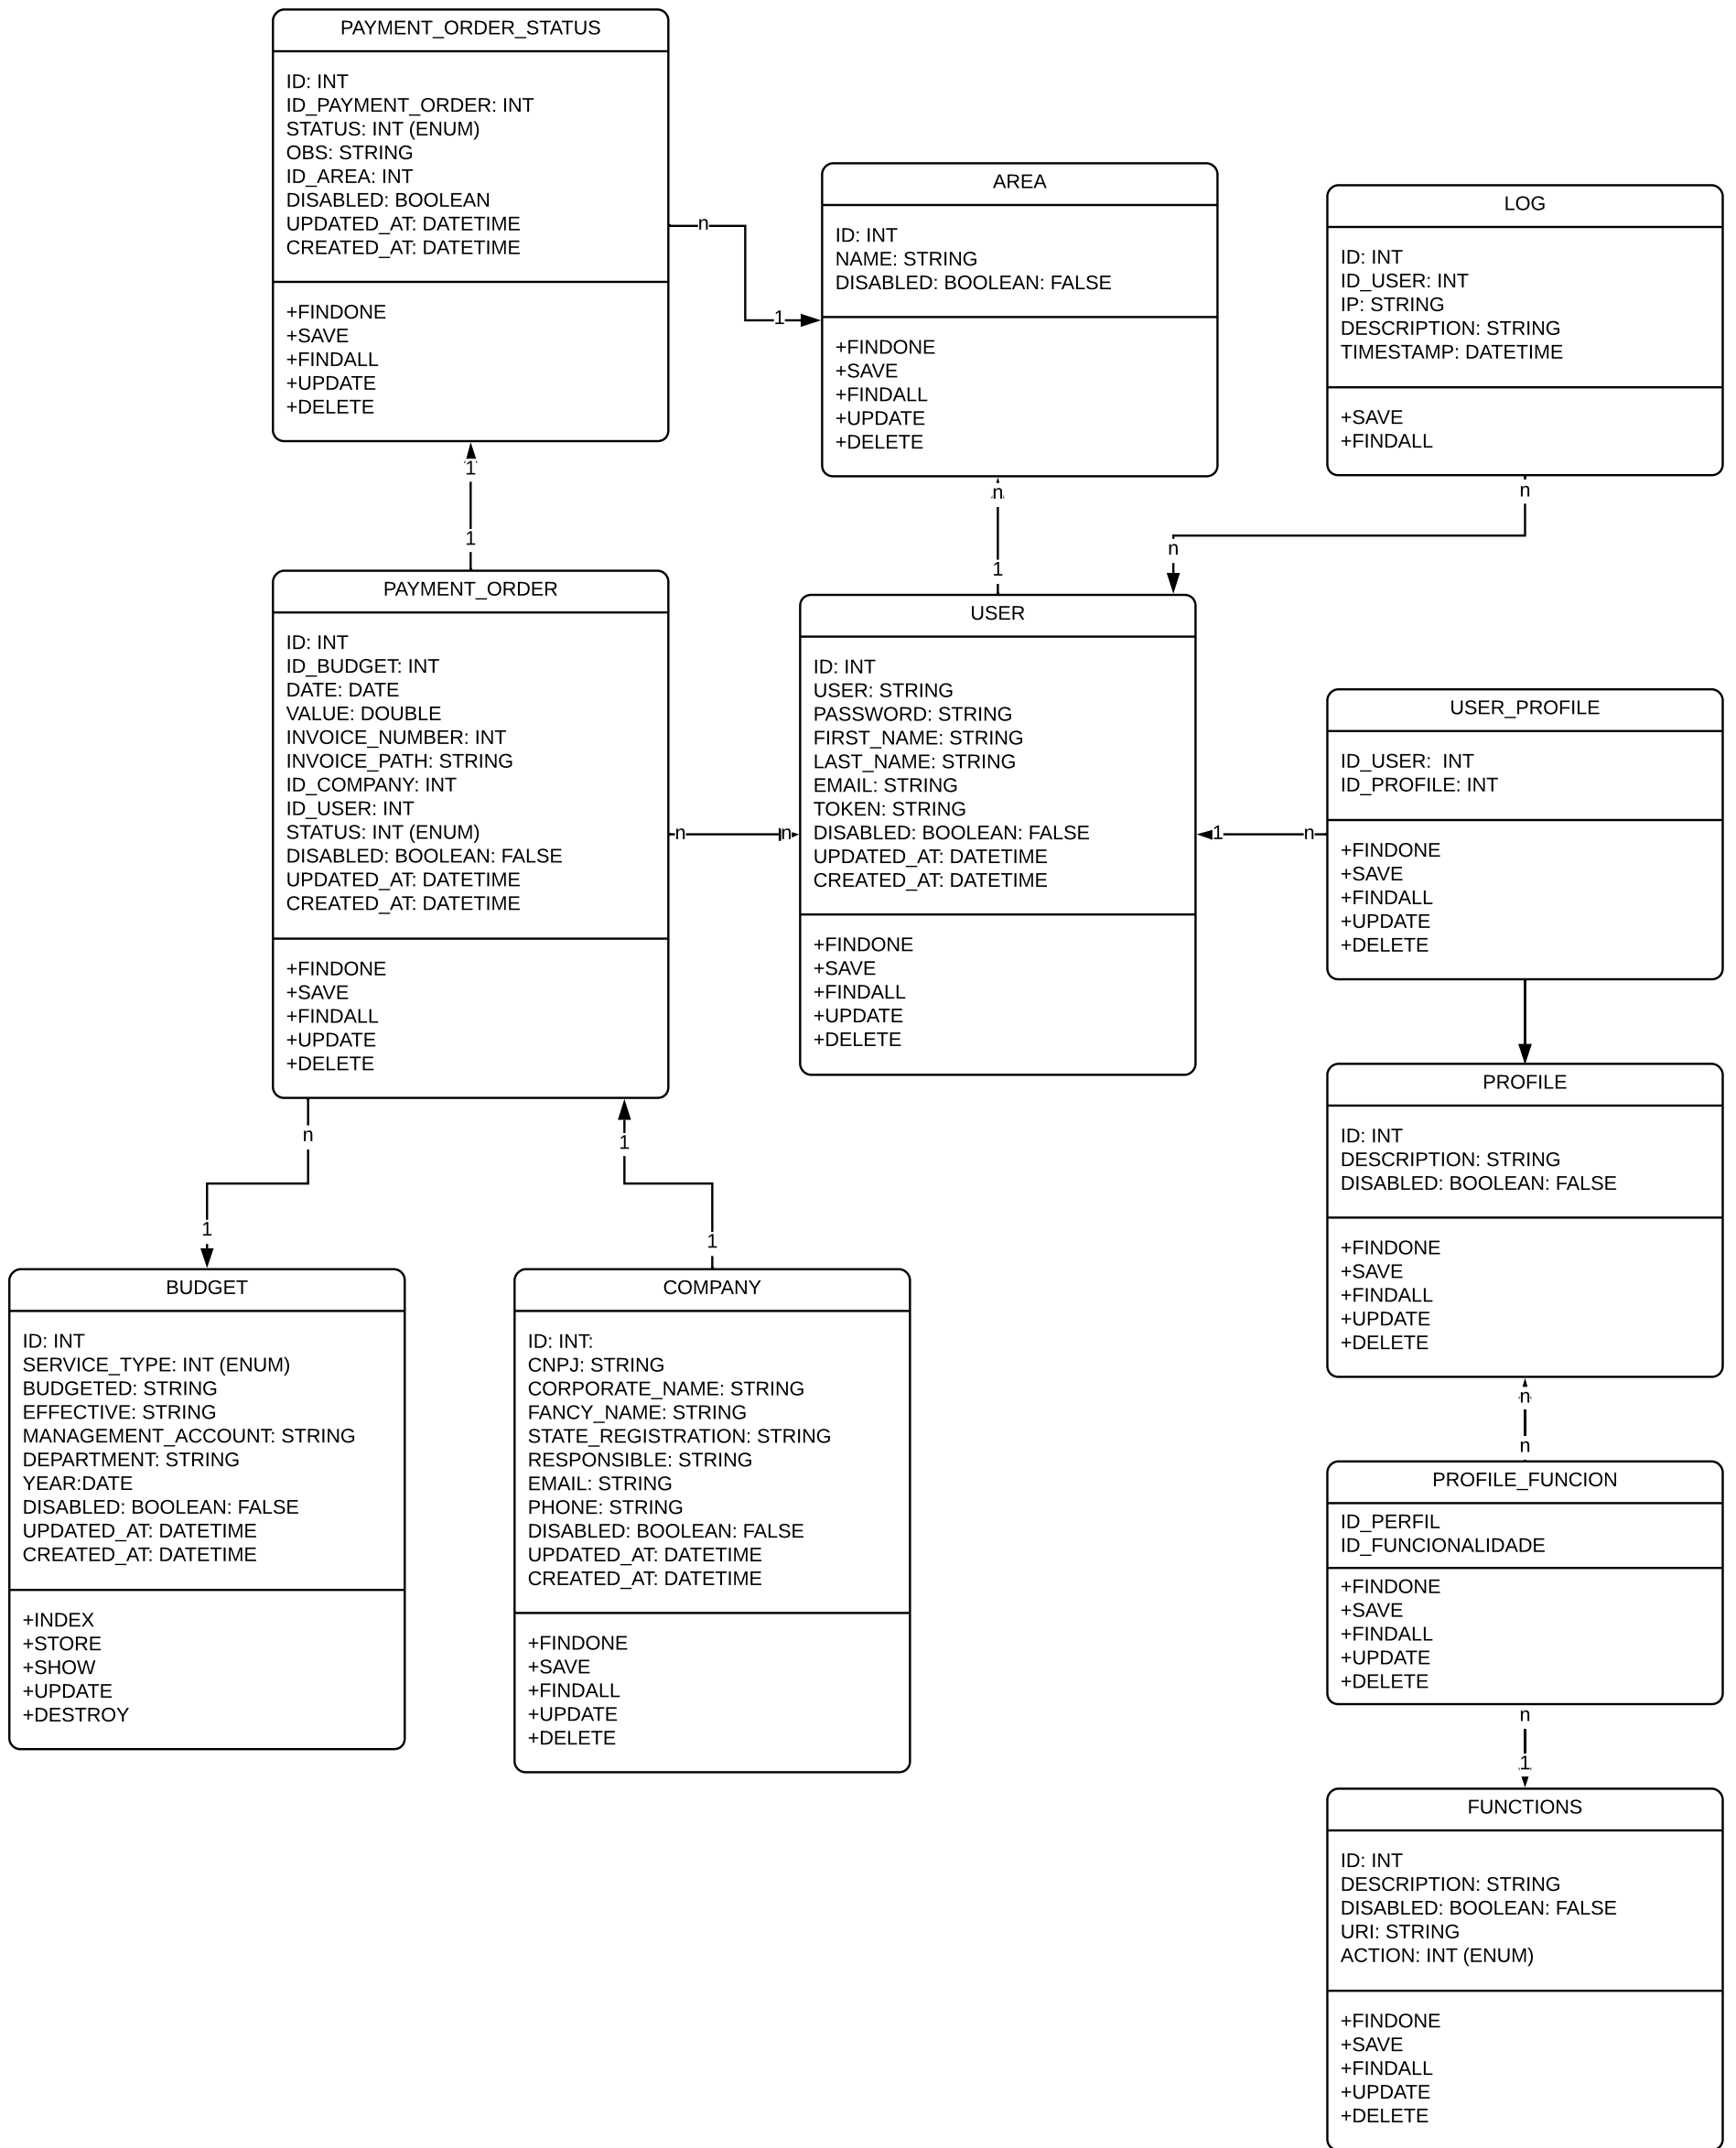 PAYMENT_ORDER_STATUS
ID: INT
ID_PAYMENT_ORDER: INT
STATUS: INT (ENUM)
OBS: STRING
ID_AREA: INT
DISABLED: BOOLEAN
UPDATED_AT: DATETIME
CREATED_AT: DATETIME
+FINDONE
+SAVE
+FINDALL
+UPDATE
+DELETE
n
1
AREA
ID: INT
NAME: STRING
DISABLED: BOOLEAN: FALSE
+FINDONE
+SAVE
+FINDALL
+UPDATE
+DELETE
LOG
ID: INT
ID_USER: INT
IP: STRING
DESCRIPTION: STRING
TIMESTAMP: DATETIME
+SAVE
+FINDALL
1
1
n
1
n
n
PAYMENT_ORDER
ID: INT
ID_BUDGET: INT
DATE: DATE
VALUE: DOUBLE
INVOICE_NUMBER: INT
INVOICE_PATH: STRING
ID_COMPANY: INT
ID_USER: INT
STATUS: INT (ENUM)
DISABLED: BOOLEAN: FALSE
UPDATED_AT: DATETIME
CREATED_AT: DATETIME
+FINDONE
+SAVE
+FINDALL
+UPDATE
+DELETE
n
n
USER
ID: INT
USER: STRING
PASSWORD: STRING
FIRST_NAME: STRING
LAST_NAME: STRING
EMAIL: STRING
TOKEN: STRING
DISABLED: BOOLEAN: FALSE
UPDATED_AT: DATETIME
CREATED_AT: DATETIME
+FINDONE
+SAVE
+FINDALL
+UPDATE
+DELETE
1
n
USER_PROFILE
ID_USER:  INT
ID_PROFILE: INT
+FINDONE
+SAVE
+FINDALL
+UPDATE
+DELETE
PROFILE
ID: INT
DESCRIPTION: STRING
DISABLED: BOOLEAN: FALSE
+FINDONE
+SAVE
+FINDALL
+UPDATE
+DELETE
n
1
1
1
BUDGET
ID: INT
SERVICE_TYPE: INT (ENUM)
BUDGETED: STRING
EFFECTIVE: STRING
MANAGEMENT_ACCOUNT: STRING
DEPARTMENT: STRING
YEAR:DATE
DISABLED: BOOLEAN: FALSE
UPDATED_AT: DATETIME
CREATED_AT: DATETIME
+INDEX
+STORE
+SHOW
+UPDATE
+DESTROY
COMPANY
ID: INT:
CNPJ: STRING
CORPORATE_NAME: STRING
FANCY_NAME: STRING
STATE_REGISTRATION: STRING
RESPONSIBLE: STRING
EMAIL: STRING
PHONE: STRING
DISABLED: BOOLEAN: FALSE
UPDATED_AT: DATETIME
CREATED_AT: DATETIME
+FINDONE
+SAVE
+FINDALL
+UPDATE
+DELETE
n
n
PROFILE_FUNCION
ID_PERFIL
ID_FUNCIONALIDADE
+FINDONE
+SAVE
+FINDALL
+UPDATE
+DELETE
n
1
FUNCTIONS
ID: INT
DESCRIPTION: STRING
DISABLED: BOOLEAN: FALSE
URI: STRING
ACTION: INT (ENUM)
+FINDONE
+SAVE
+FINDALL
+UPDATE
+DELETE